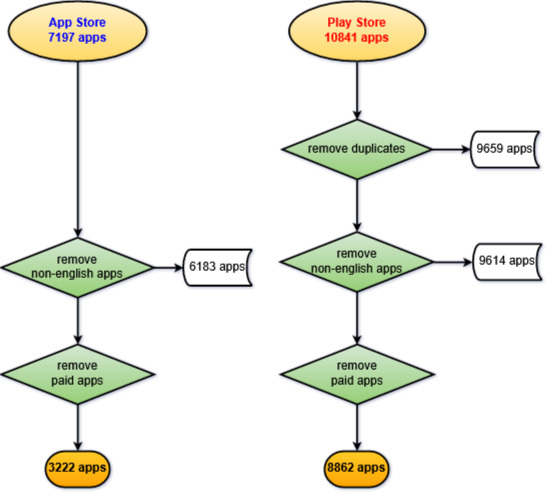 App Store
7197 apps
Play Store
10841 apps
remove duplicates
9659 apps
remove
non-english apps
6183 apps
remove
non-english apps
9614 apps
remove
paid apps
remove
paid apps
3222 apps
8862 apps